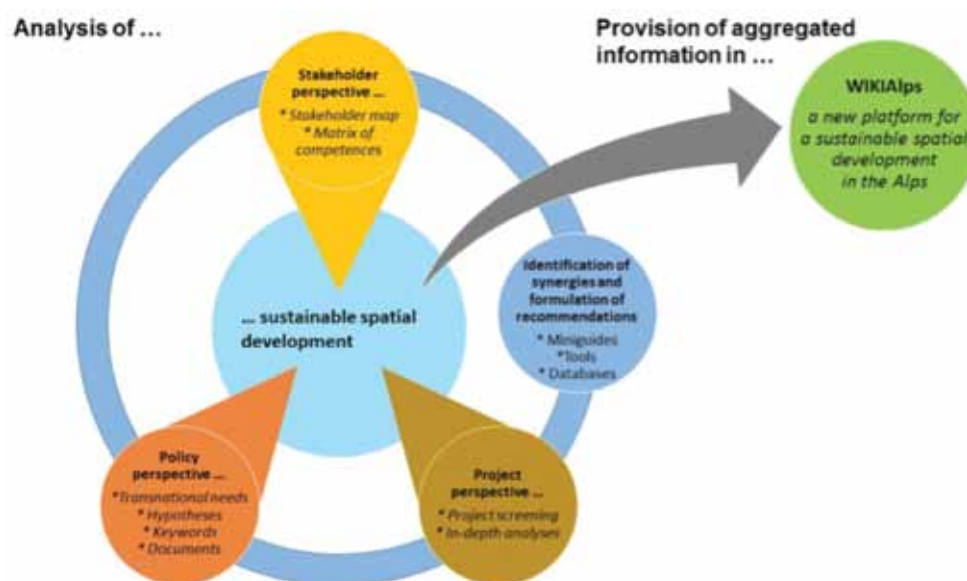 Analysis of ...
Provision of aggregated
information in ...
Stakeholder
perspective ...
* Stakeholder map
* Matrix of
competences
WIKIAlps
a new platform for
a sustainable spatial
development
in the Alps
Identification of
synergies and
formulation of
recommendations
* Miniguides
*Tools
* Databases
... sustainable spatial
development
Policy
perspective ...
*Transnational needs
* Hypotheses
* Keywords
* Documents
Project
perspective ...
* Project screening
* In-depth analyses